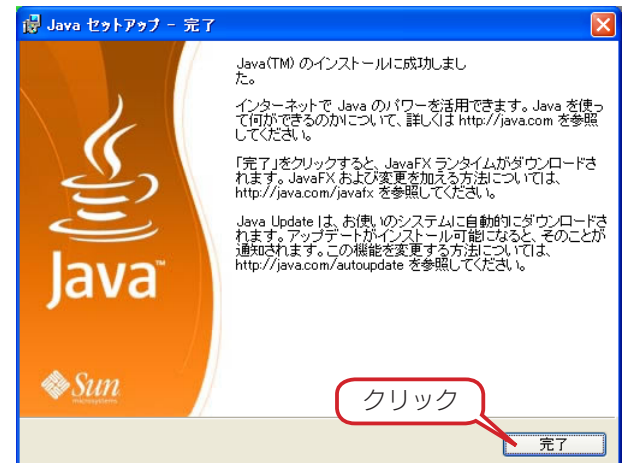 Java セットアップ - 完了
Java(TM) のインストールに成功しまし
た。
インターネットで Java のパワーを活用できます。Java を使っ
て何ができるのかについて、詳しくは http://java.com を参照
してください。
「完了」をクリックすると、JavaFX ランタイムがダウンロードさ
れます。JavaFX および変更を加える方法については、
http://java.com/javafx を参照してください。
Java Update は、お使いのシステムに自動的にダウンロードさ
れます。アップデートがインストール可能になると、そのことが
通知されます。この機能を変更する方法については、
http://java.com/autoupdate を参照してください。
Java™
Sun
microsystems
クリック
完了